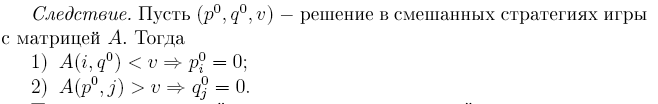 Следствие. Пусть (p⁰, q⁰, v) – решение в смешанных стратегиях игры
с матрицей A. Тогда
1) A(i, q⁰) < v ⇒ p⁰ᵢ = 0;
2) A(p⁰, j) > v ⇒ q⁰ⱼ = 0.